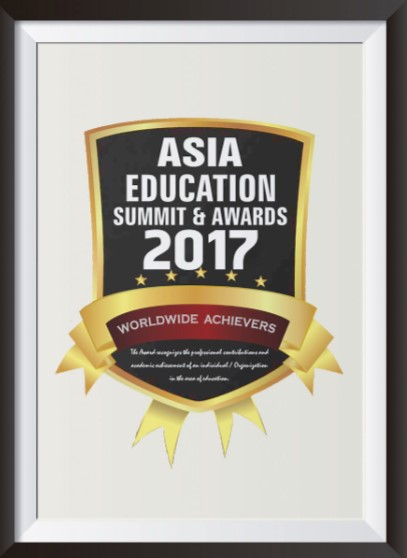 ASIA
EDUCATION
SUMMIT & AWARDS
2017
WORLDWIDE ACHIEVERS
The Award recognizes the professional contributions and
academic achievement of an individual / Organization
in the area of education.